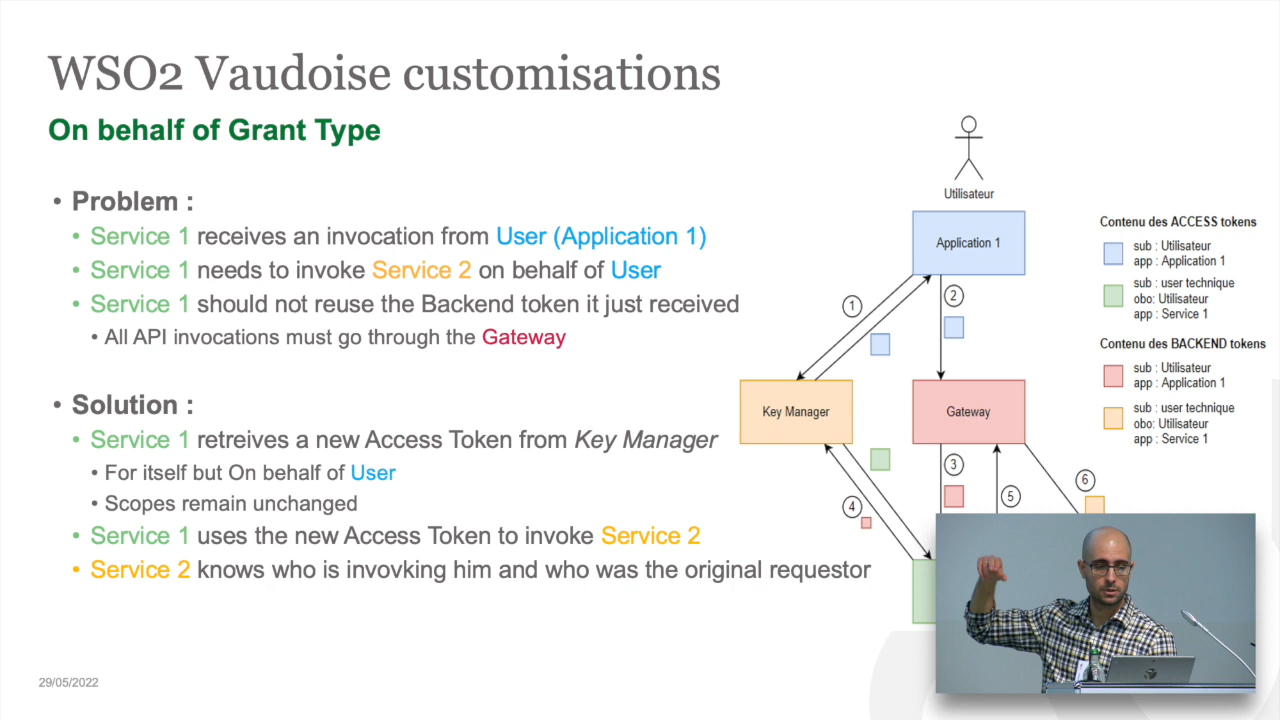 WSO2 Vaudoise customisations
On behalf of Grant Type
• Problem :
• Service 1 receives an invocation from User (Application 1)
• Service 1 needs to invoke Service 2 on behalf of User
• Service 1 should not reuse the Backend token it just received
• All API invocations must go through the Gateway
• Solution :
• Service 1 retreives a new Access Token from Key Manager
• For itself but On behalf of User
• Scopes remain unchanged
• Service 1 uses the new Access Token to invoke Service 2
• Service 2 knows who is invovking him and who was the original requestor
29/05/2022
Utilisateur
Application 1
1
2
Key Manager
Gateway
3
4
5
6
Contenu des ACCESS tokens
sub : Utilisateur
app : Application 1
sub : user technique
obo: Utilisateur
app : Service 1
Contenu des BACKEND tokens
sub : Utilisateur
app : Application 1
sub : user technique
obo: Utilisateur
app : Service 1